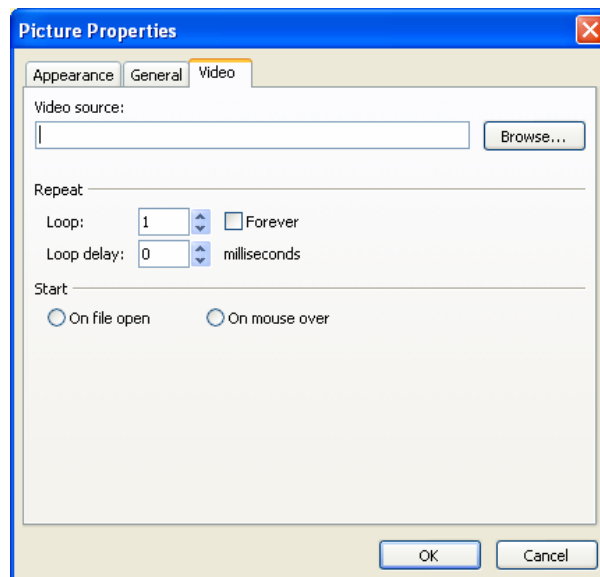 Picture Properties
Appearance General Video
Video source:
Browse...
Repeat
Loop: 1 Forever
Loop delay: 0 milliseconds
Start
On file open On mouse over
OK Cancel